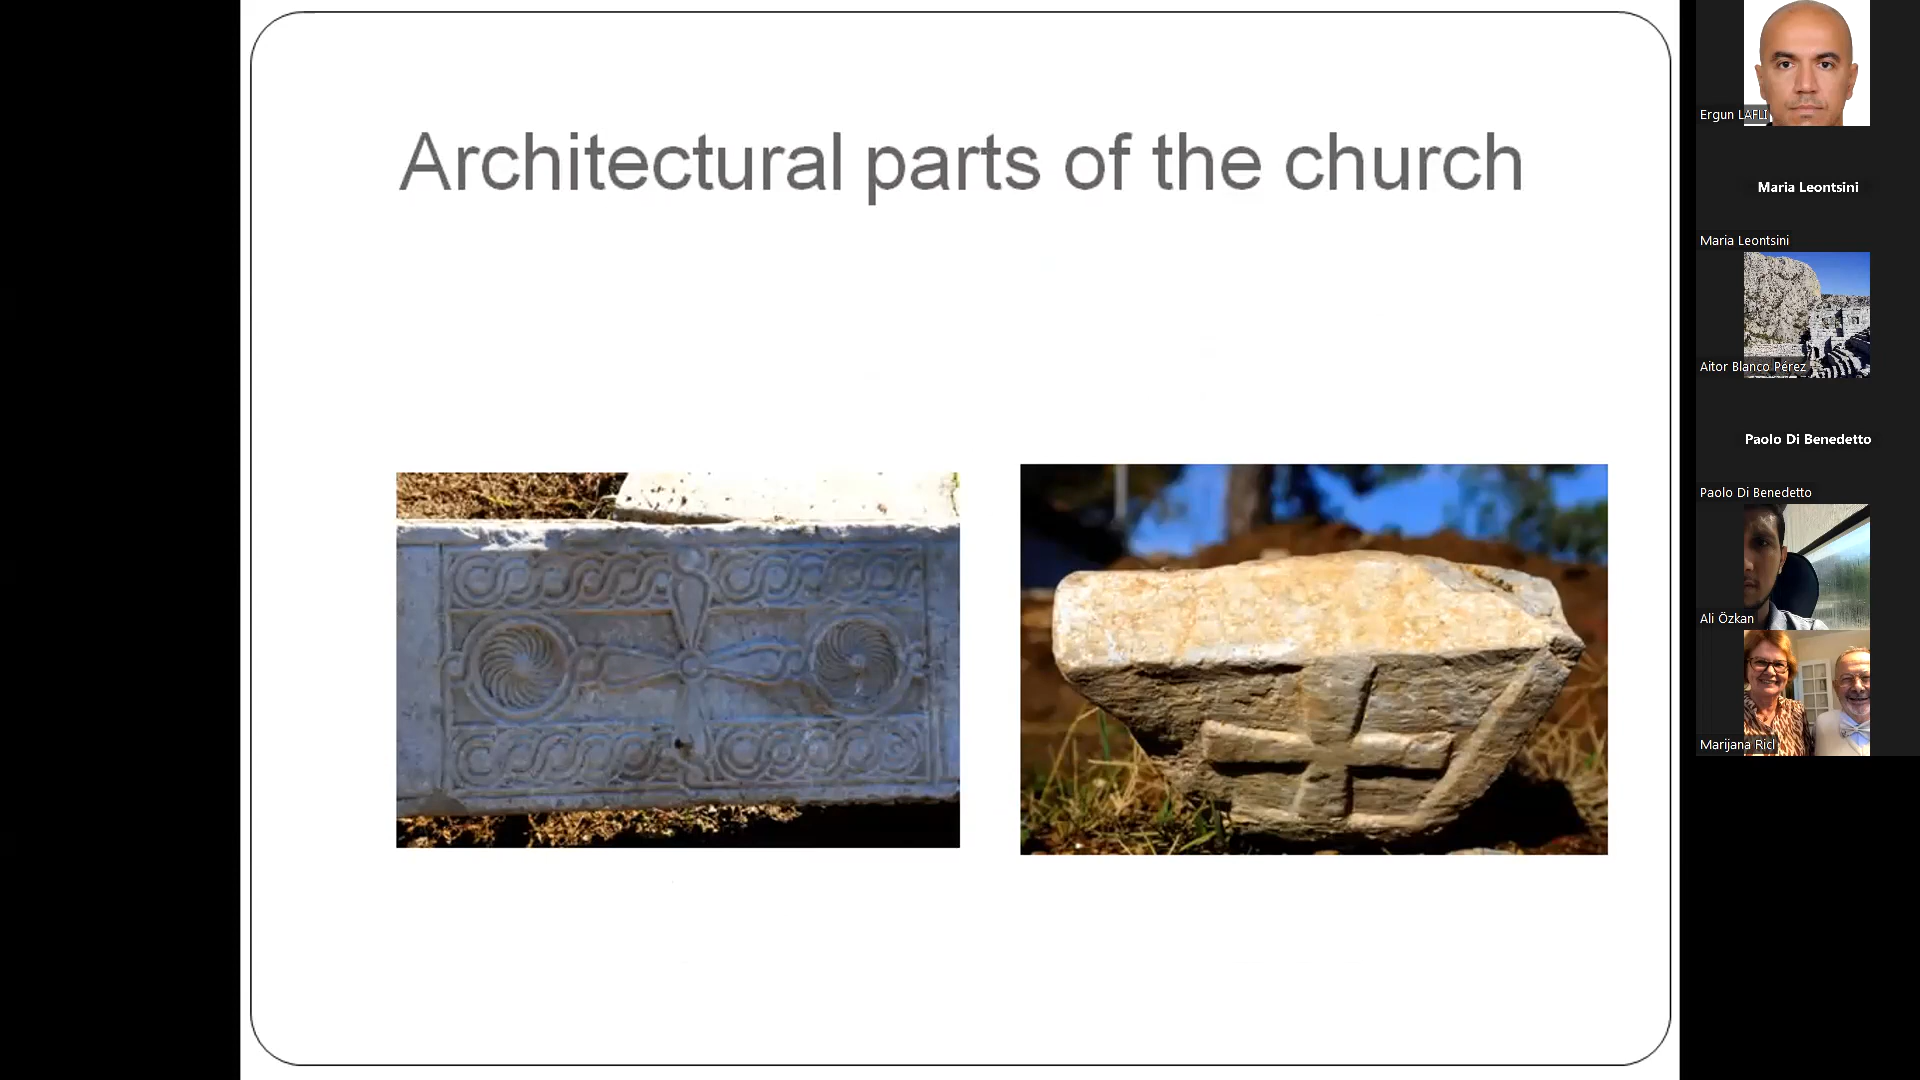 Architectural parts of the church
Ergun LAFLI
Maria Leontsini
Maria Leontsini
Aitor Blanco Pérez
Paolo Di Benedetto
Paolo Di Benedetto
Ali Özkan
Marijana Ricl